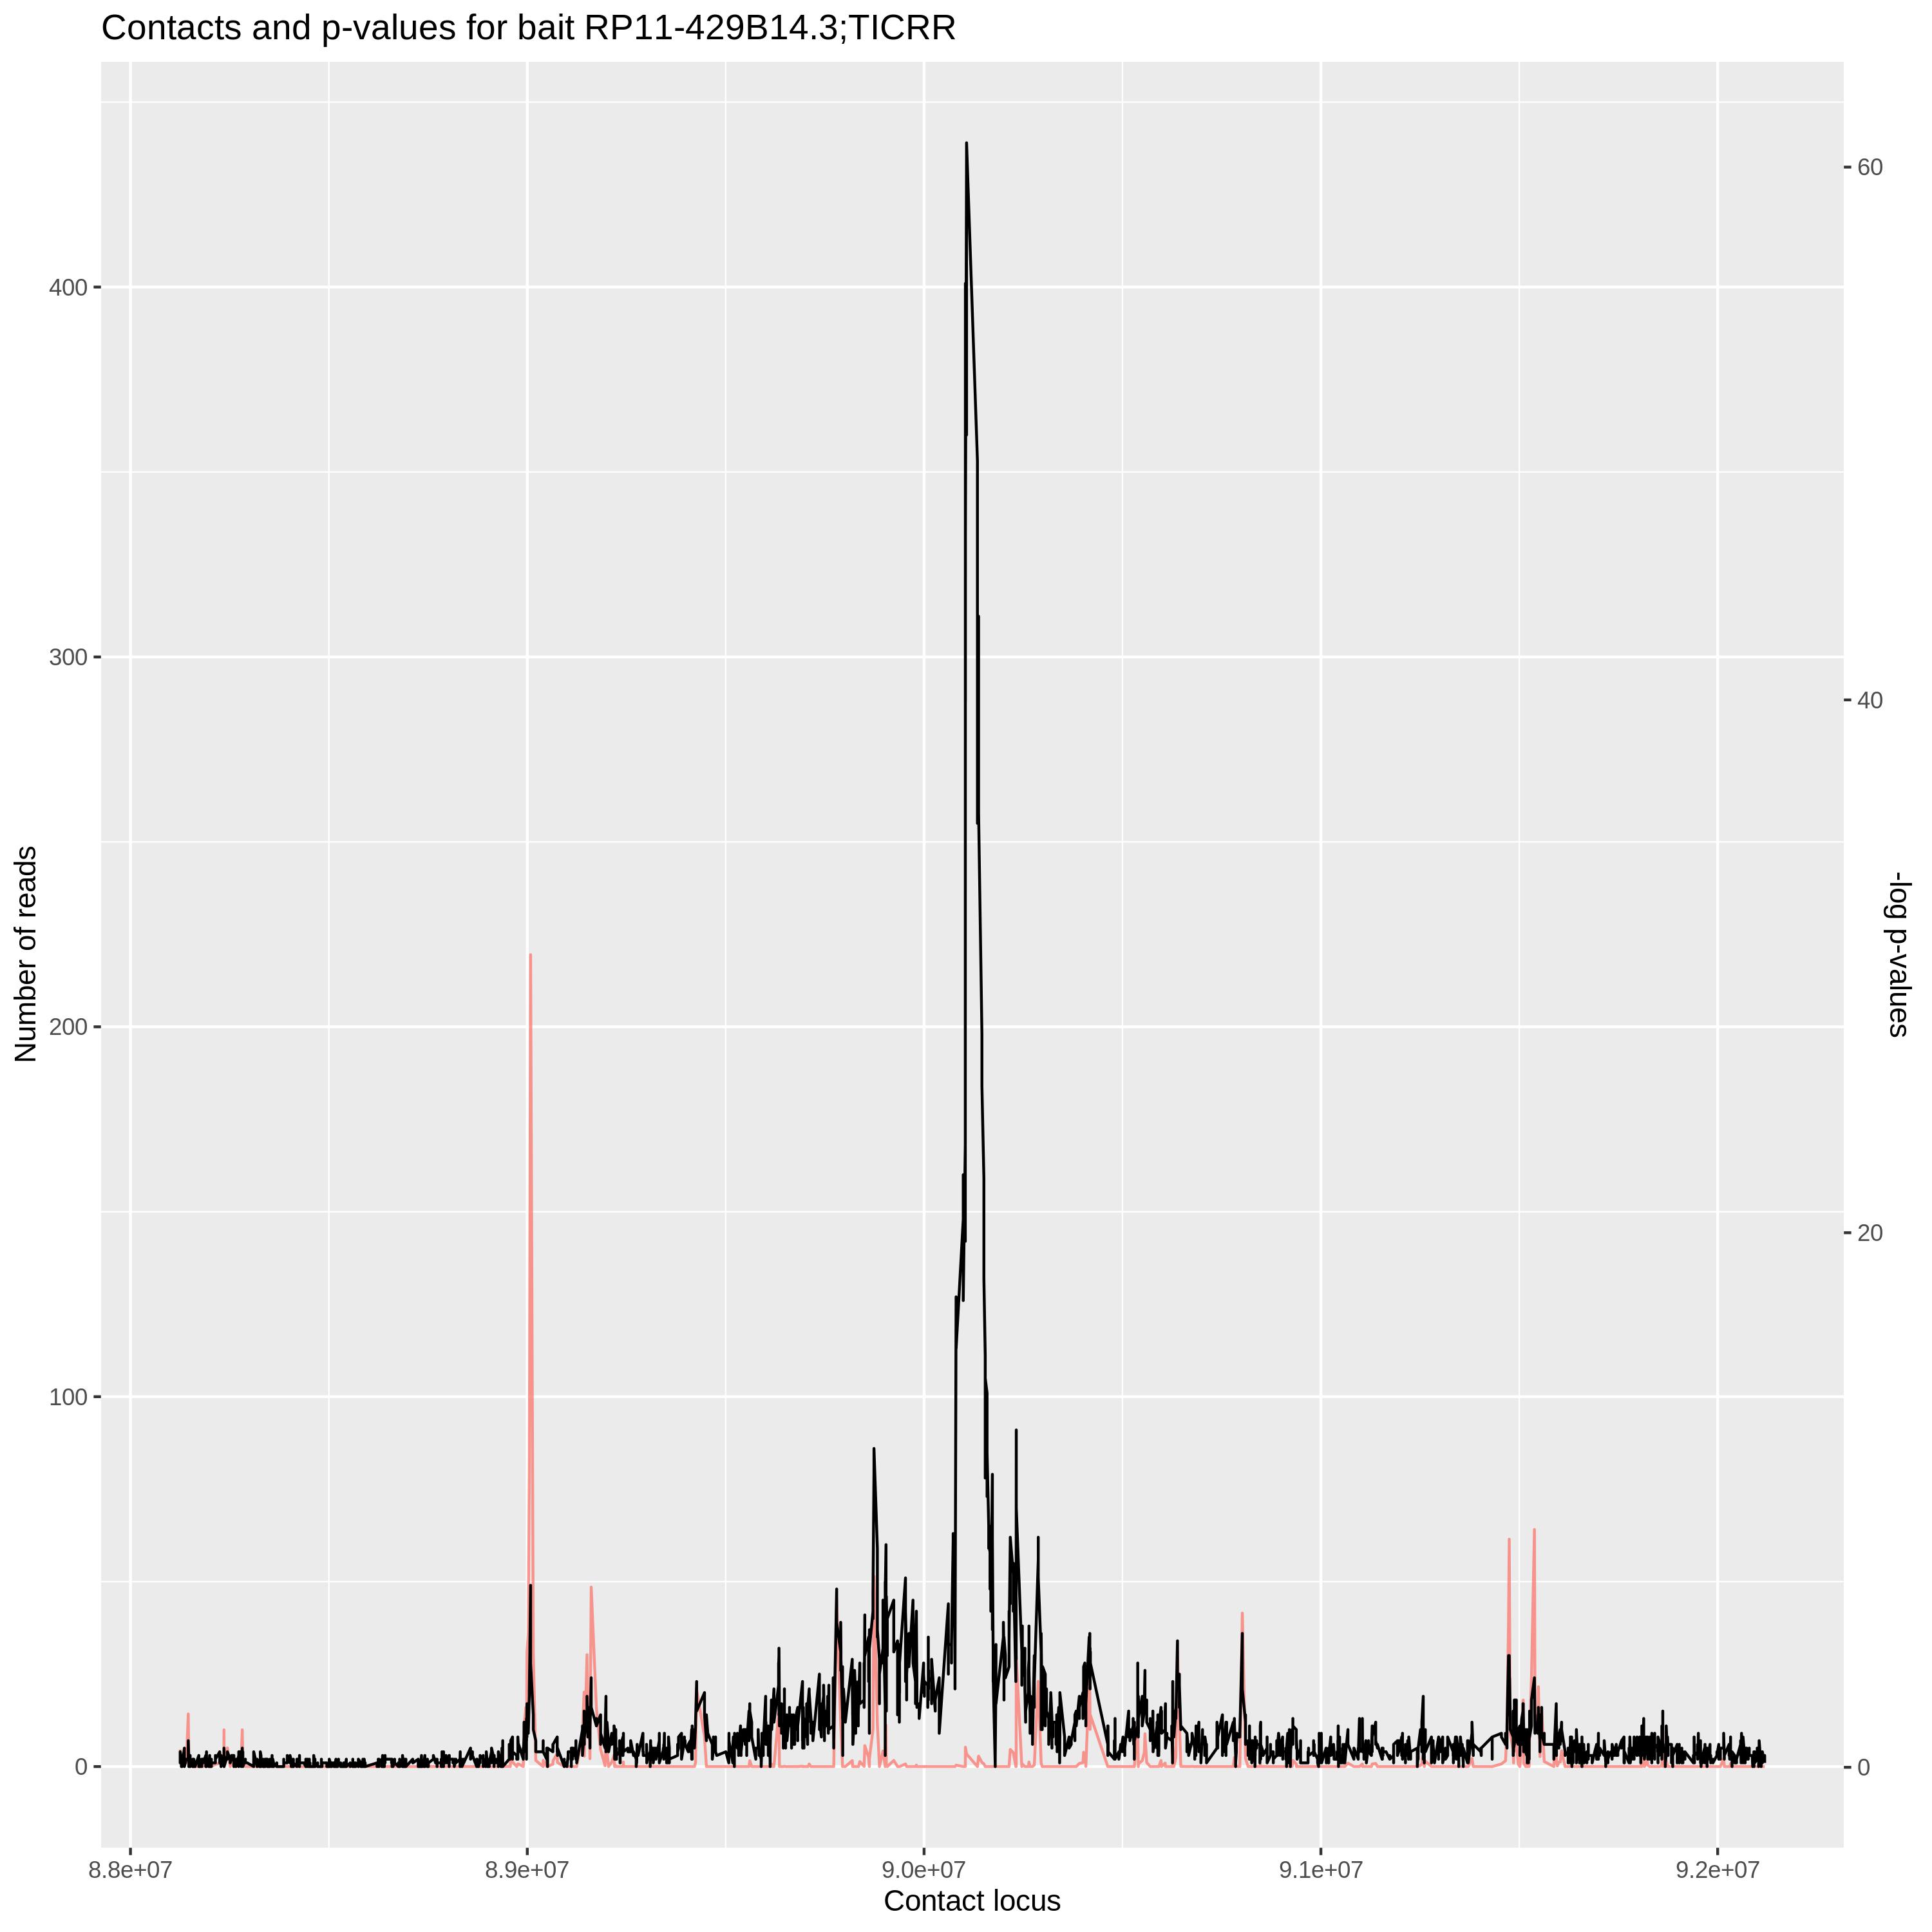 Contacts and p-values for bait RP11-429B14.3;TICRR
400
300
200
100
0
Number of reads
60
40
20
0
-log p-values
8.8e+07
8.9e+07
9.0e+07
9.1e+07
9.2e+07
Contact locus